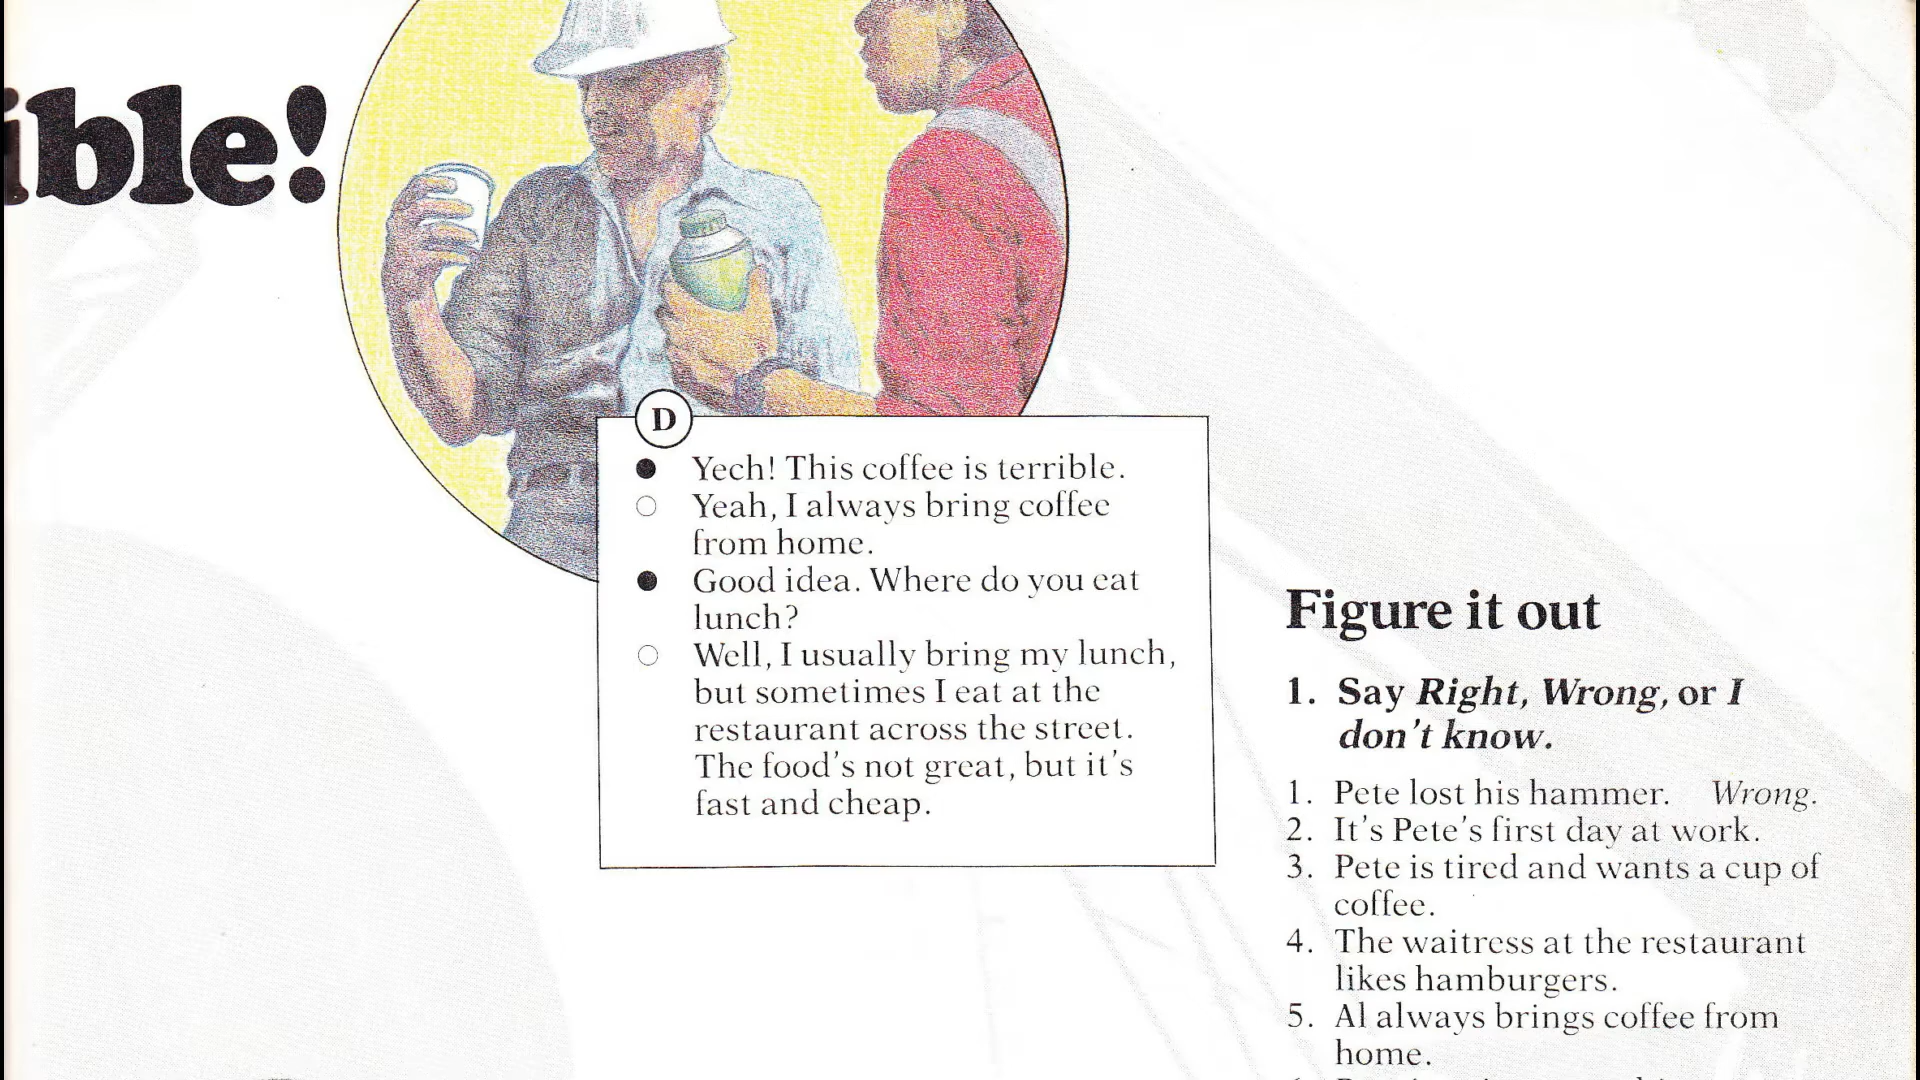 ible!
D
● Yech! This coffee is terrible.
○ Yeah, I always bring coffee
from home.
● Good idea. Where do you eat
lunch?
○ Well, I usually bring my lunch,
but sometimes I eat at the
restaurant across the street.
The food's not great, but it's
fast and cheap.
Figure it out
1. Say Right, Wrong, or I
don't know.
1. Pete lost his hammer. Wrong.
2. It's Pete's first day at work.
3. Pete is tired and wants a cup of
coffee.
4. The waitress at the restaurant
likes hamburgers.
5. Al always brings coffee from
home.